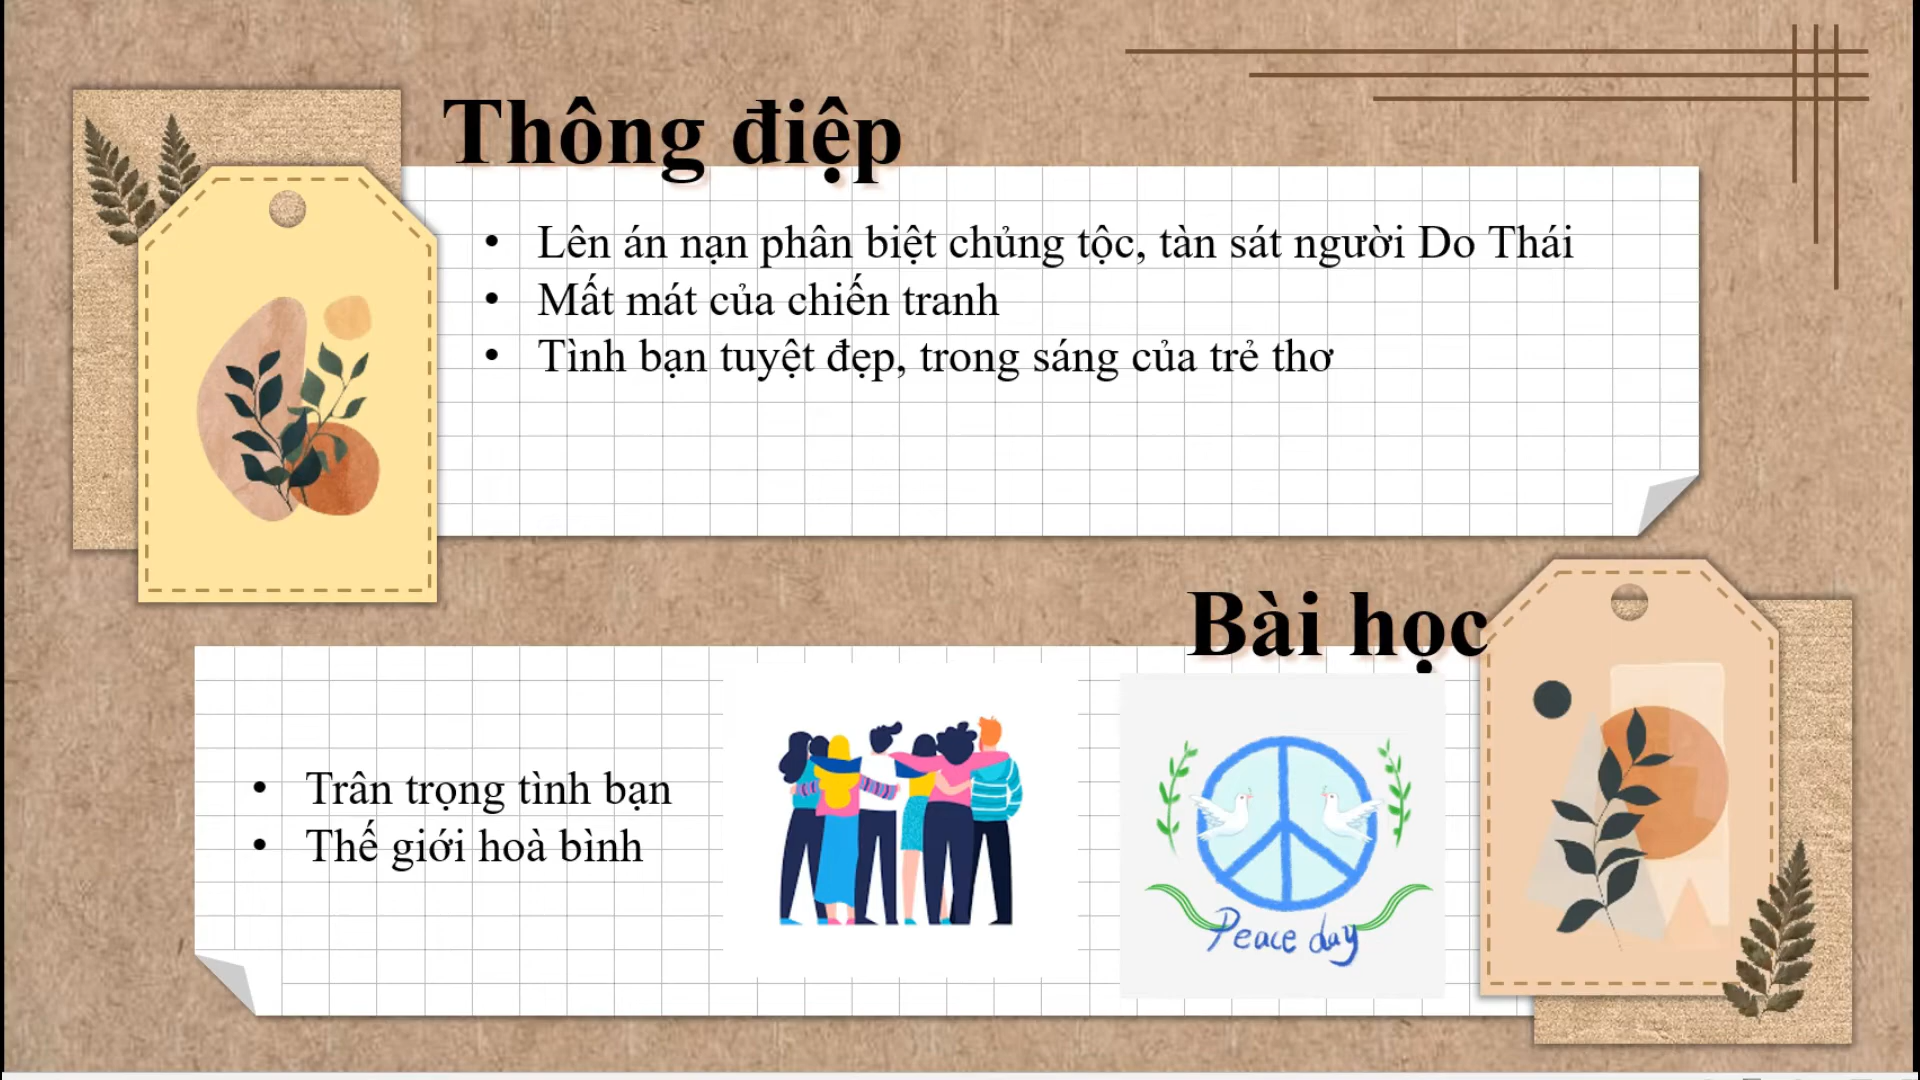 Thông điệp
• Lên án nạn phân biệt chủng tộc, tàn sát người Do Thái
• Mất mát của chiến tranh
• Tình bạn tuyệt đẹp, trong sáng của trẻ thơ
Bài học
• Trân trọng tình bạn
• Thế giới hoà bình
Peace day